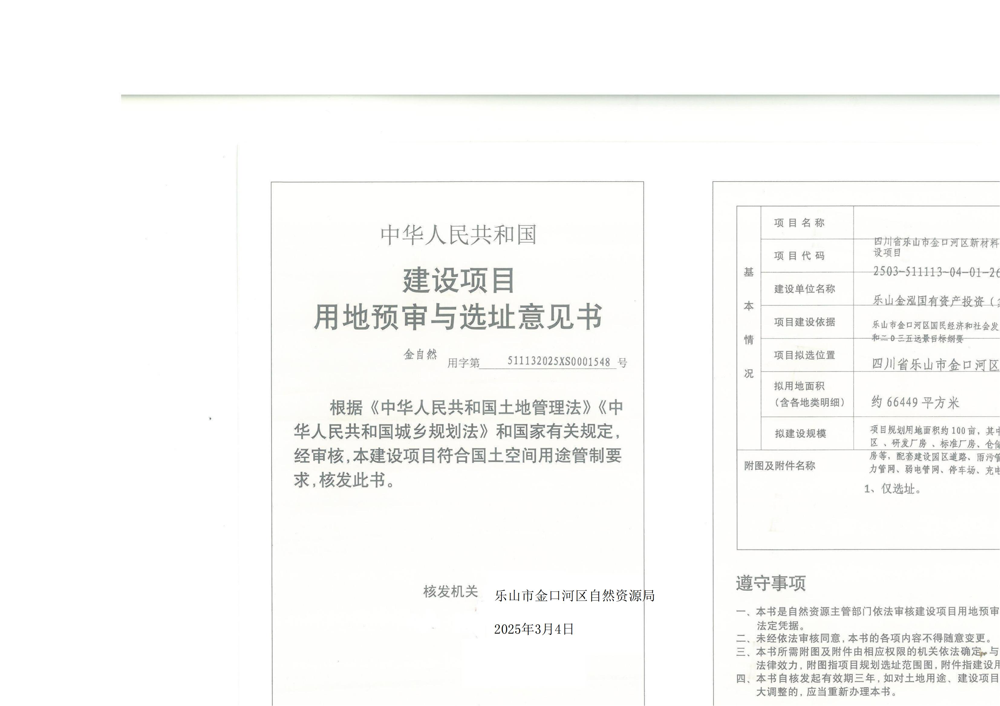 中华人民共和国
建设项目
用地预审与选址意见书
金自然 用字第 511132025XS0001548 号
根据《中华人民共和国土地管理法》《中
华人民共和国城乡规划法》和国家有关规定,
经审核,本建设项目符合国土空间用途管制要
求,核发此书。
核发机关 乐山市金口河区自然资源局
2025年3月4日
基本情况
项目名称
四川省乐山市金口河区新材料
设项目
项目代码
2503-511113-04-01-26
建设单位名称
乐山金泓国有资产投资（
项目建设依据
乐山市金口河区国民经济和社会发
和二0三五远景目标纲要
项目拟选位置
四川省乐山市金口河区
拟用地面积
（含各地类明细）
约 66449 平方米
拟建设规模
项目规划用地面积约100亩，其中
区、研发厂房、标准厂房、仓储
房等，配套建设园区道路、雨污管
力管网、弱电管网、停车场、充电
附图及附件名称
1、仅选址。
遵守事项
一、本书是自然资源主管部门依法审核建设项目用地预审
法定凭据。
二、未经依法审核同意,本书的各项内容不得随意变更。
三、本书所需附图及附件由相应权限的机关依法确定,与
法律效力,附图指项目规划选址范围图,附件指建设用
四、本书自核发起有效期三年,如对土地用途、建设项目
大调整的,应当重新办理本书。